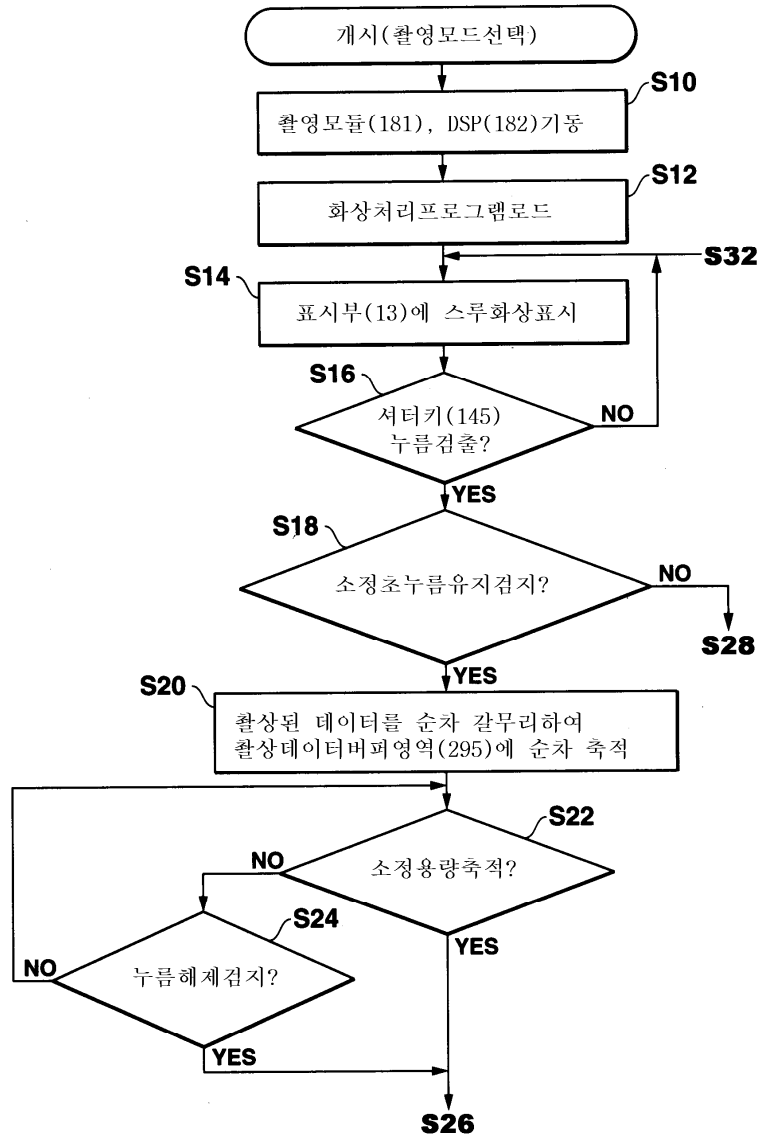 개시(촬영모드선택)
S10
촬영모듈(181), DSP(182)기동
S12
화상처리프로그램로드
S32
S14
표시부(13)에 스루화상표시
S16
셔터키(145)
누름검출?
NO
YES
S18
소정초누름유지검지?
NO
S28
YES
S20
촬상된 데이터를 순차 갈무리하여
촬상데이터버퍼영역(295)에 순차 축적
S22
소정용량축적?
NO
YES
S24
누름해제검지?
NO
YES
S26